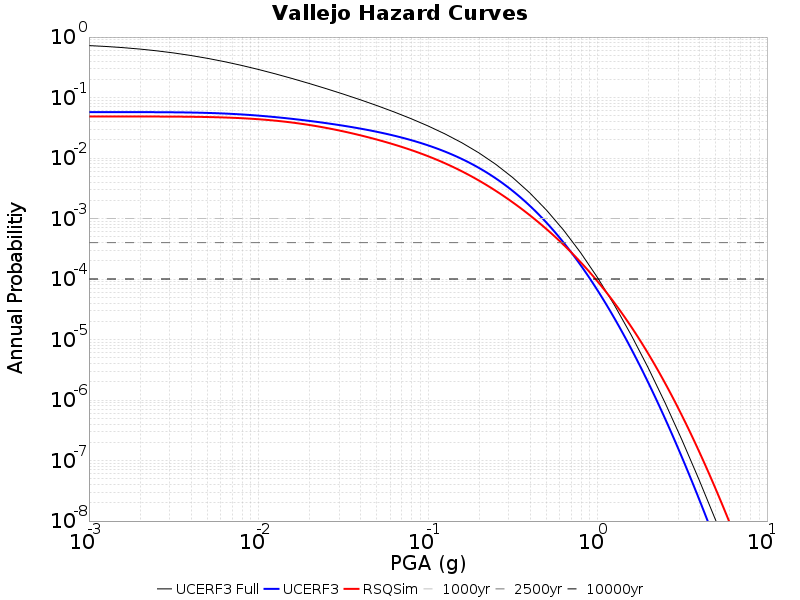 Vallejo Hazard Curves
10^0
10^-1
10^-2
10^-3
10^-4
10^-5
10^-6
10^-7
10^-8
Annual Probabilitiy
10^-3 10^-2 10^-1 10^0 10^1
PGA (g)
UCERF3 Full UCERF3 RSQSim 1000yr 2500yr 10000yr